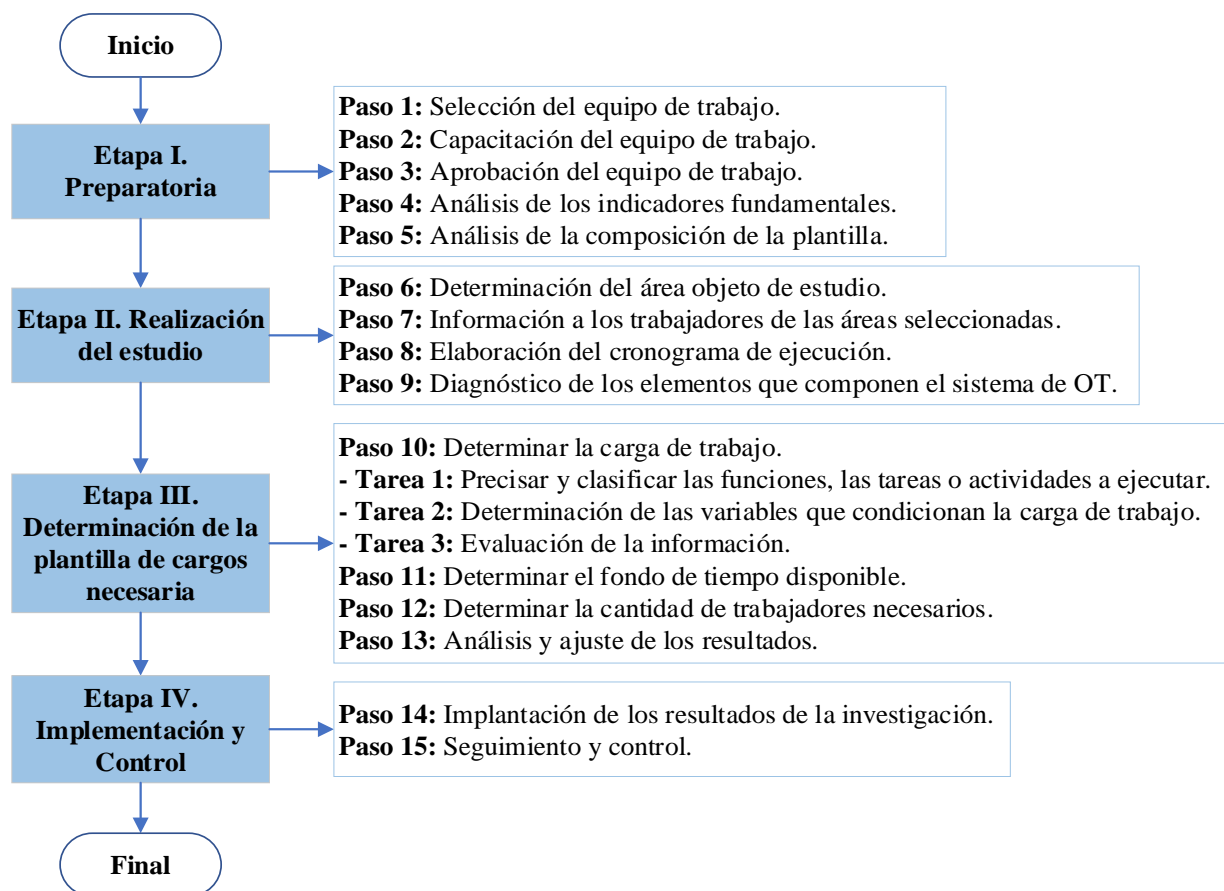 Inicio
Etapa I.
Preparatoria
Paso 1: Selección del equipo de trabajo.
Paso 2: Capacitación del equipo de trabajo.
Paso 3: Aprobación del equipo de trabajo.
Paso 4: Análisis de los indicadores fundamentales.
Paso 5: Análisis de la composición de la plantilla.
Etapa II. Realización
del estudio
Paso 6: Determinación del área objeto de estudio.
Paso 7: Información a los trabajadores de las áreas seleccionadas.
Paso 8: Elaboración del cronograma de ejecución.
Paso 9: Diagnóstico de los elementos que componen el sistema de OT.
Etapa III.
Determinación de la
plantilla de cargos
necesaria
Paso 10: Determinar la carga de trabajo.
- Tarea 1: Precisar y clasificar las funciones, las tareas o actividades a ejecutar.
- Tarea 2: Determinación de las variables que condicionan la carga de trabajo.
- Tarea 3: Evaluación de la información.
Paso 11: Determinar el fondo de tiempo disponible.
Paso 12: Determinar la cantidad de trabajadores necesarios.
Paso 13: Análisis y ajuste de los resultados.
Etapa IV.
Implementación y
Control
Paso 14: Implantación de los resultados de la investigación.
Paso 15: Seguimiento y control.
Final